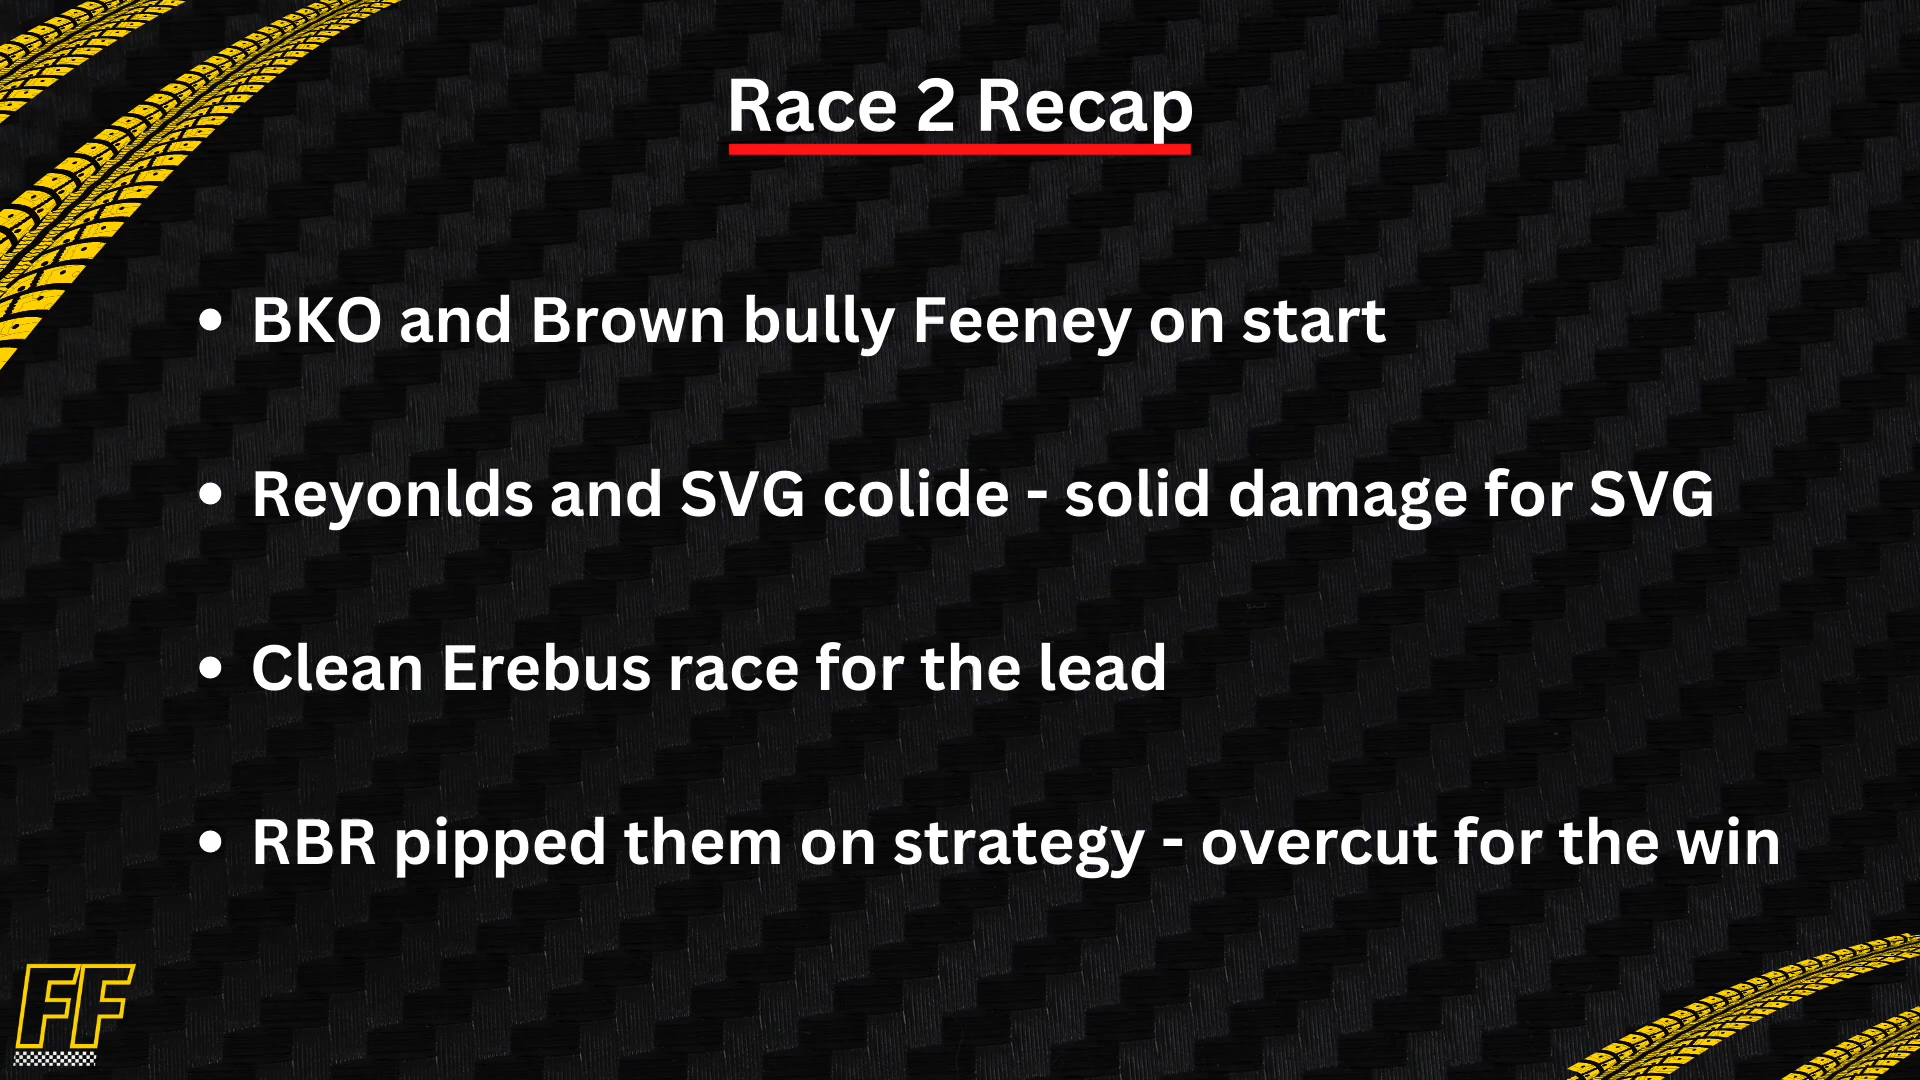 Race 2 Recap
• BKO and Brown bully Feeney on start
• Reyonlds and SVG colide - solid damage for SVG
• Clean Erebus race for the lead
• RBR pipped them on strategy - overcut for the win
FF